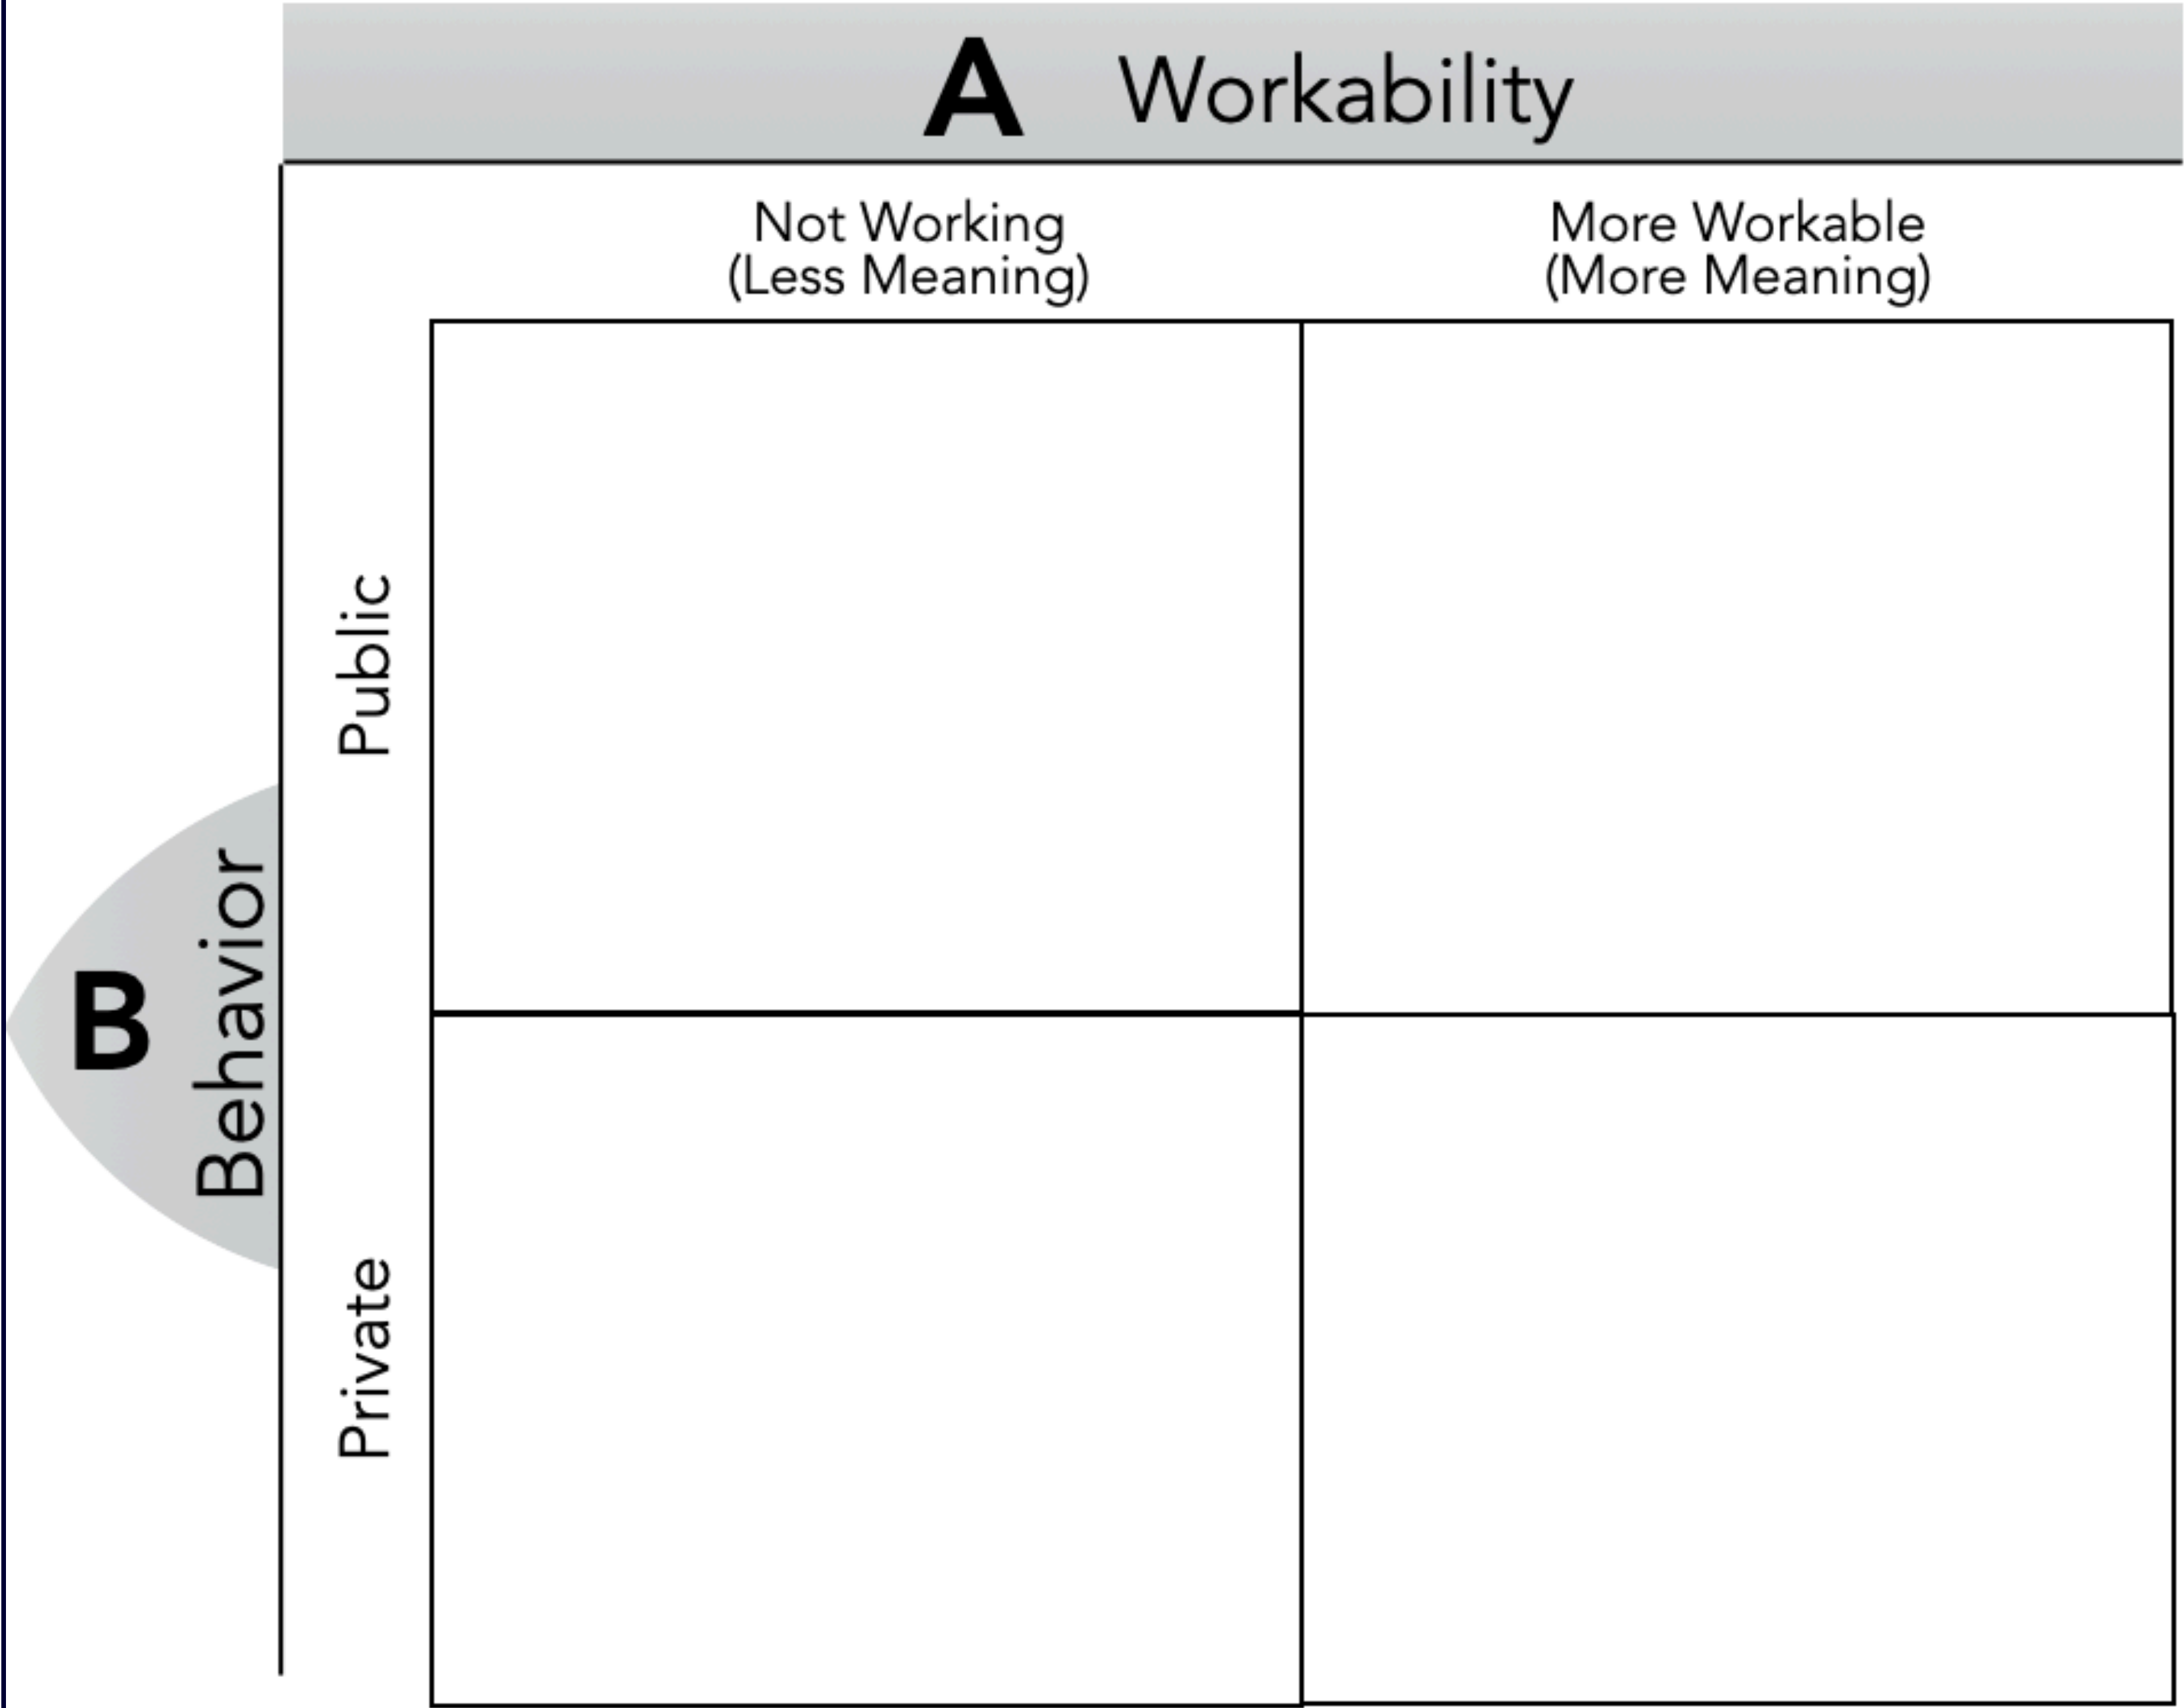 A Workability
Not Working
(Less Meaning)
More Workable
(More Meaning)
Public
B
Behavior
Private